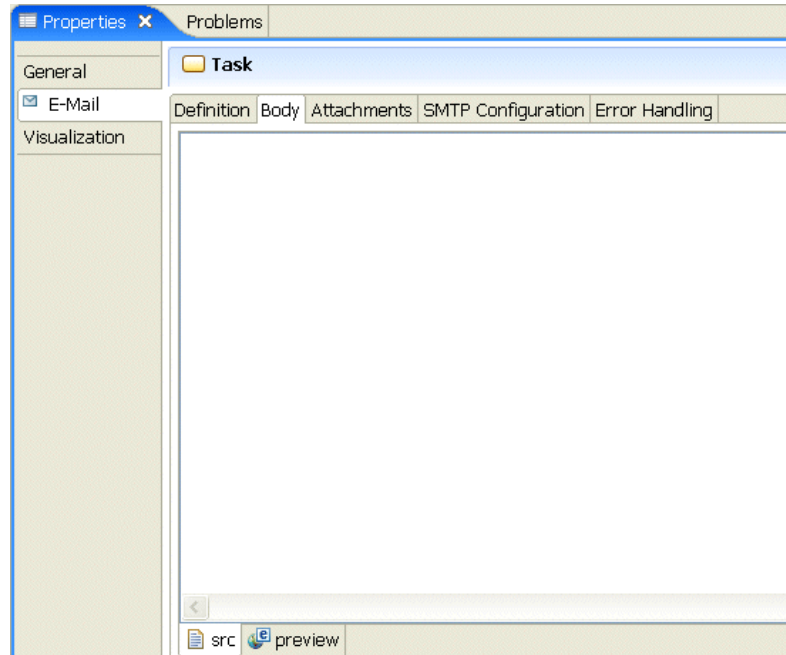 Properties Problems
General
E-Mail
Visualization
Task
Definition Body Attachments SMTP Configuration Error Handling
src preview